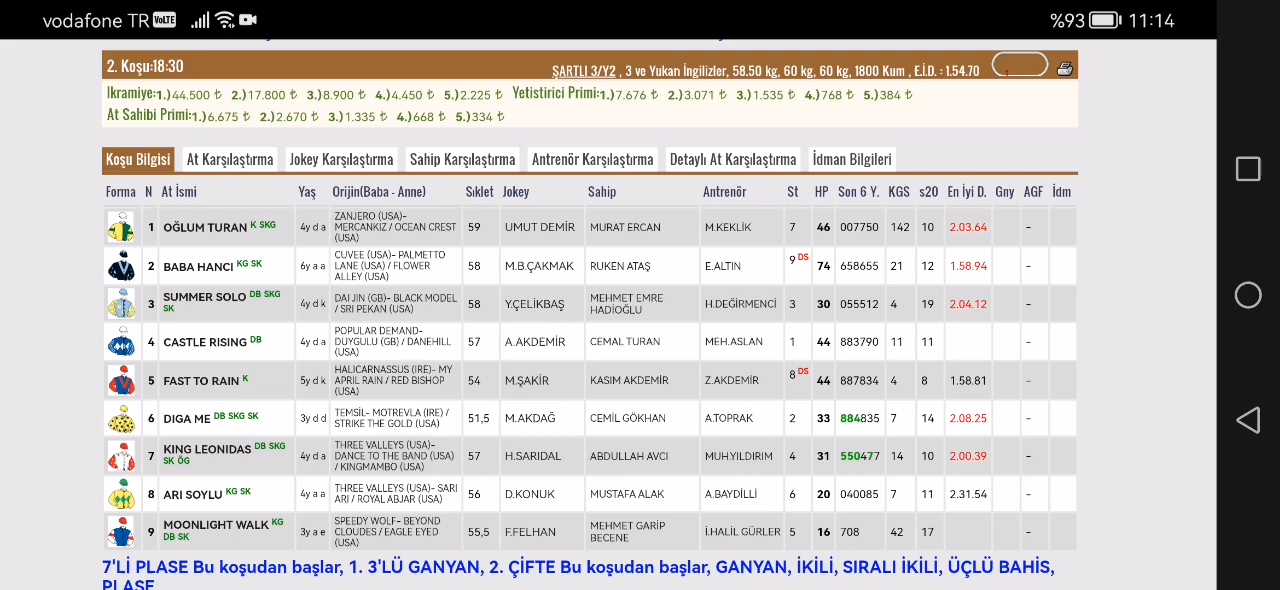 vodafone TR VoLTE %93 11:14
2. Koşu:18:30 ŞARTLI 3/Y2 , 3 ve Yukarı İngilizler, 58.50 kg, 60 kg, 60 kg, 1800 Kum , E.İ.D. : 1.54.70
İkramiye:1.)44.500 ₺ 2.)17.800 ₺ 3.)8.900 ₺ 4.)4.450 ₺ 5.)2.225 ₺ Yetistirici Primi:1.)7.676 ₺ 2.)3.071 ₺ 3.)1.535 ₺ 4.)768 ₺ 5.)384 ₺
At Sahibi Primi:1.)6.675 ₺ 2.)2.670 ₺ 3.)1.335 ₺ 4.)668 ₺ 5.)334 ₺
Koşu Bilgisi At Karşılaştırma Jokey Karşılaştırma Sahip Karşılaştırma Antrenör Karşılaştırma Detaylı At Karşılaştırma İdman Bilgileri
Forma N At İsmi Yaş Orijin(Baba - Anne) Sıklet Jokey Sahip Antrenör St HP Son 6 Y. KGS s20 En İyi D. Gny AGF İdm
1 OĞLUM TURAN K SKG 4y d a ZANJERO (USA)- MERCANKIZ / OCEAN CREST (USA) 59 UMUT DEMİR MURAT ERCAN M.KEKLİK 7 46 007750 142 10 2.03.64 -
2 BABA HANCI KG SK 6y a a CUVEE (USA)- PALMETTO LANE (USA) / FLOWER ALLEY (USA) 58 M.B.ÇAKMAK RUKEN ATAŞ E.ALTIN 9 DS 74 658655 21 12 1.58.94 -
3 SUMMER SOLO DB SKG SK 4y d k DAI JIN (GB)- BLACK MODEL / SRI PEKAN (USA) 58 Y.ÇELİKBAŞ MEHMET EMRE HADİOĞLU H.DEĞİRMENCİ 3 30 055512 4 19 2.04.12 -
4 CASTLE RISING DB 4y d a POPULAR DEMAND- DUYGULU (GB) / DANEHILL (USA) 57 A.AKDEMİR CEMAL TURAN MEH.ASLAN 1 44 883790 11 11 -
5 FAST TO RAIN K 5y d k HALICARNASSUS (IRE)- MY APRIL RAIN / RED BISHOP (USA) 54 M.ŞAKİR KASIM AKDEMİR Z.AKDEMİR 8 DS 44 887834 4 8 1.58.81 -
6 DIGA ME DB SKG SK 3y d d TEMSİL- MOTREVLA (IRE) / STRIKE THE GOLD (USA) 51,5 M.AKDAĞ CEMİL GÖKHAN A.TOPRAK 2 33 884835 7 14 2.08.25 -
7 KING LEONIDAS DB SKG SK ÖG 4y d a THREE VALLEYS (USA)- DANCE TO THE BAND (USA) / KINGMAMBO (USA) 57 H.SARIDAL ABDULLAH AVCI MUH.YILDIRIM 4 31 550477 14 10 2.00.39 -
8 ARI SOYLU KG SK 4y a a THREE VALLEYS (USA)- SARI ARI / ROYAL ABJAR (USA) 56 D.KONUK MUSTAFA ALAK A.BAYDİLLİ 6 20 040085 7 11 2.31.54 -
9 MOONLIGHT WALK KG DB SK 3y a e SPEEDY WOLF- BEYOND CLOUDES / EAGLE EYED (USA) 55,5 F.FELHAN MEHMET GARİP BECENE İ.HALİL GÜRLER 5 16 708 42 17 -
7'Lİ PLASE Bu koşudan başlar, 1. 3'LÜ GANYAN, 2. ÇİFTE Bu koşudan başlar, GANYAN, İKİLİ, SIRALI İKİLİ, ÜÇLÜ BAHİS,
PLASE